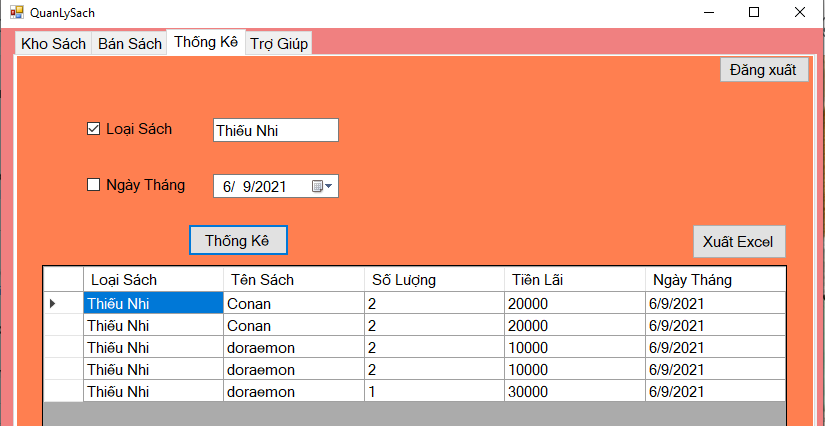 QuanLySach
Kho Sách Bán Sách Thống Kê Trợ Giúp
Đăng xuất
Loại Sách Thiếu Nhi
Ngày Tháng 6/ 9/2021
Thống Kê Xuất Excel
Loại Sách Tên Sách Số Lượng Tiền Lãi Ngày Tháng
Thiếu Nhi Conan 2 20000 6/9/2021
Thiếu Nhi Conan 2 20000 6/9/2021
Thiếu Nhi doraemon 2 10000 6/9/2021
Thiếu Nhi doraemon 2 10000 6/9/2021
Thiếu Nhi doraemon 1 30000 6/9/2021